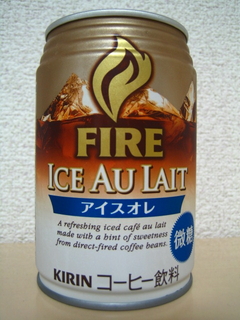 FIRE
ICE AU LAIT
アイスオレ
A refreshing iced café au lait
made with a hint of sweetness
from direct-fired coffee beans.
微糖
KIRIN コーヒー飲料